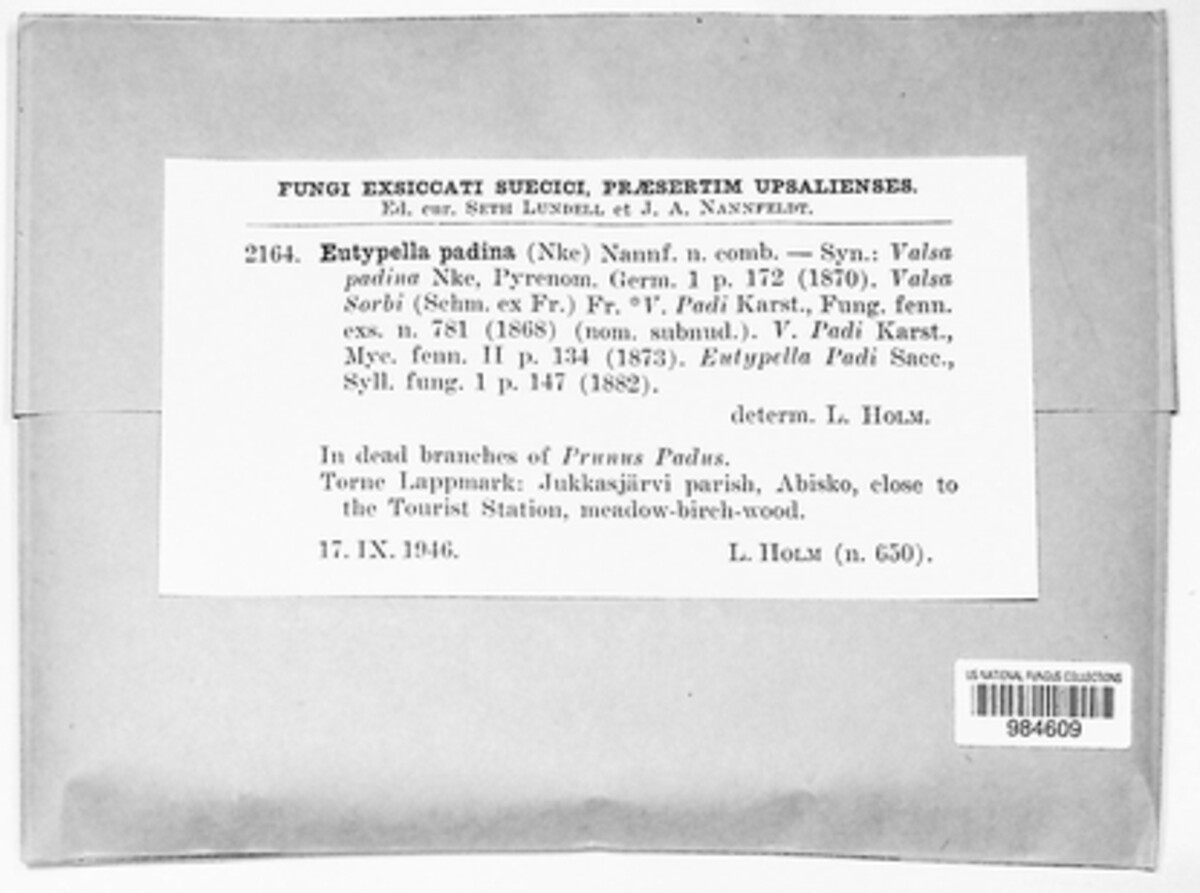 FUNGI EXSICCATI SUECICI, PRÆSERTIM UPSALIENSES.
Ed. cur. SETH LUNDELL et J. A. NANNFELDT.
2164. Eutypella padina (Nke) Nannf. n. comb. — Syn.: Valsa
padina Nke, Pyrenom. Germ. 1 p. 172 (1870). Valsa
Sorbi (Schm. ex Fr.) Fr. *V. Padi Karst., Fung. fenn.
exs. n. 781 (1868) (nom. subnud.). V. Padi Karst.,
Myc. fenn. II p. 134 (1873). Eutypella Padi Sacc.,
Syll. fung. 1 p. 147 (1882).
determ. L. HOLM.
In dead branches of Prunus Padus.
Torne Lappmark: Jukkasjärvi parish, Abisko, close to
the Tourist Station, meadow-birch-wood.
17. IX. 1946. L. HOLM (n. 650).
US NATIONAL FUNGUS COLLECTIONS
984609